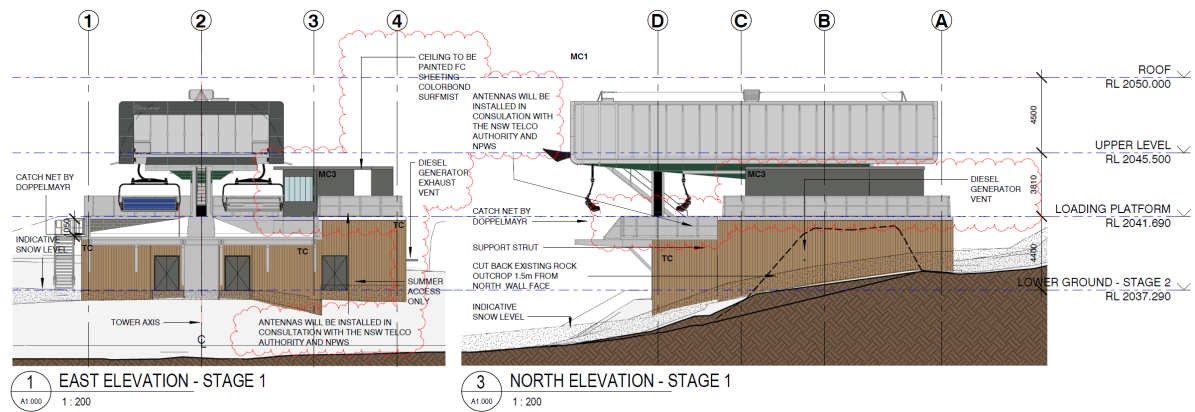 1
2
3
4
D
C
B
A
MC1
CEILING TO BE
PAINTED FC
SHEETING
COLORBOND
SURFMIST
ANTENNAS WILL BE
INSTALLED IN
CONSULATION WITH
THE NSW TELCO
AUTHORITY AND
NPWS
ROOF
RL 2050.000
4500
UPPER LEVEL
RL 2045.500
MC3
MC3
DIESEL
GENERATOR
EXHAUST
VENT
DIESEL GENERATOR
VENT
3810
CATCH NET BY
DOPPELMAYR
CATCH NET BY
DOPPELMAYR
LOADING PLATFORM
RL 2041.690
1050
INDICATIVE
SNOW LEVEL
TC
TC
TC
TC
SUPPORT STRUT
4400
CUT BACK EXISTING ROCK
OUTCROP 1.5m FROM
NORTH WALL FACE
SUMMER
ACCESS
ONLY
LOWER GROUND - STAGE 2
RL 2037.290
INDICATIVE
SNOW LEVEL
TOWER AXIS
ANTENNAS WILL BE INSTALLED IN
CONSULTATION WITH THE NSW TELCO
AUTHORITY AND NPWS
1
A1.000
EAST ELEVATION - STAGE 1
1 : 200
3
A1.000
NORTH ELEVATION - STAGE 1
1 : 200